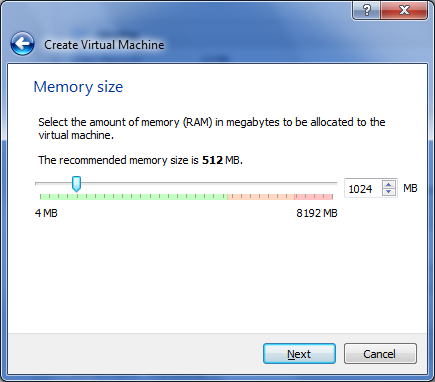 ?
Create Virtual Machine
Memory size
Select the amount of memory (RAM) in megabytes to be allocated to the
virtual machine.
The recommended memory size is 512 MB.
1024 MB
4 MB 8192 MB
Next Cancel